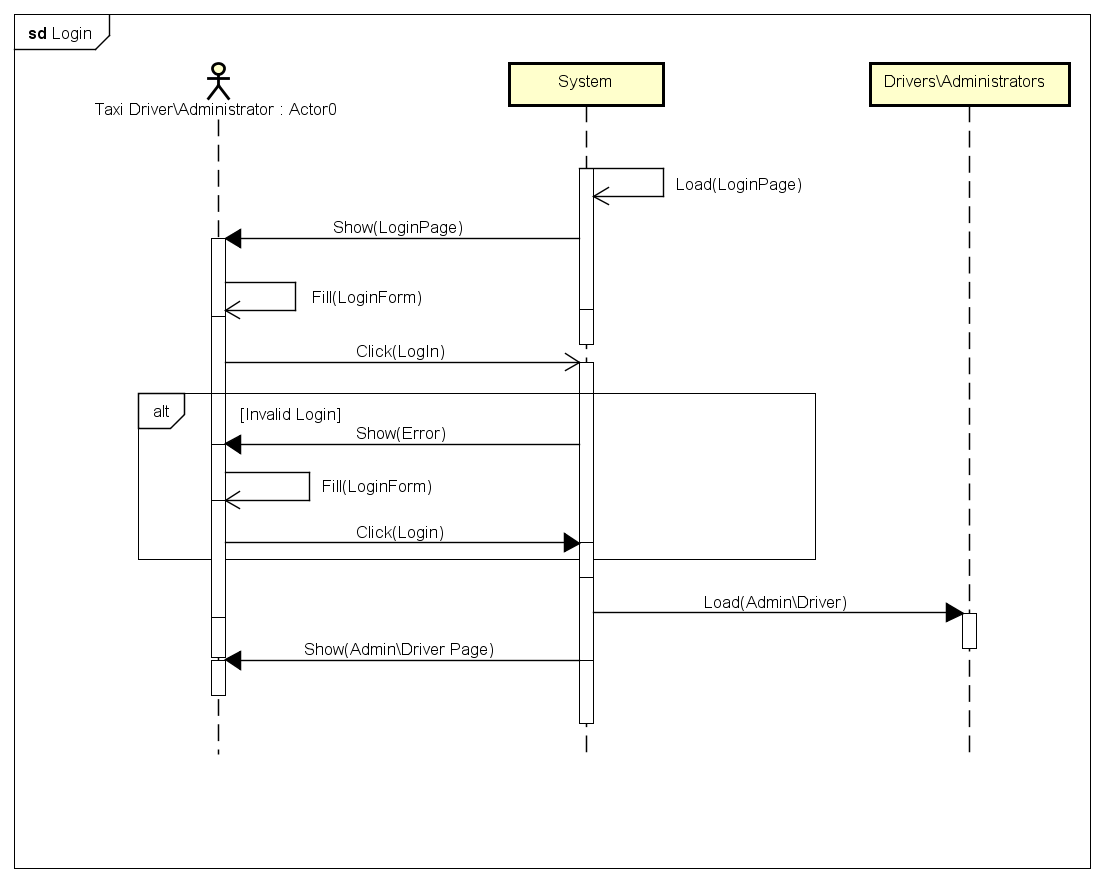 sd Login
Taxi Driver\Administrator : Actor0
System
Drivers\Administrators
Load(LoginPage)
Show(LoginPage)
Fill(LoginForm)
Click(LogIn)
alt
[Invalid Login]
Show(Error)
Fill(LoginForm)
Click(Login)
Load(Admin\Driver)
Show(Admin\Driver Page)